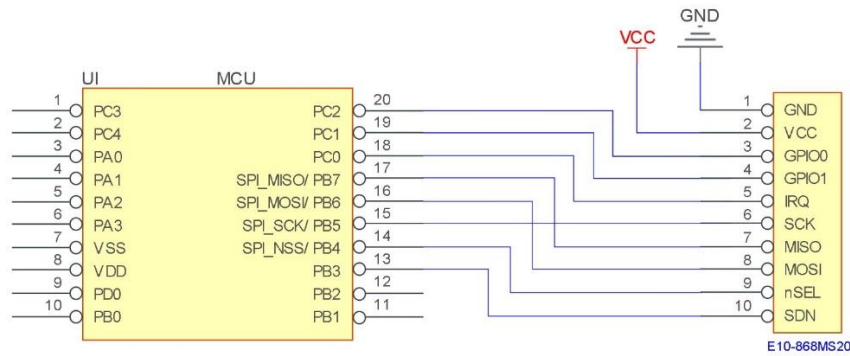 GND
VCC
UI MCU
1 PC3 PC2 20
2 PC4 PC1 19
3 PA0 PC0 18
4 PA1 SPI_MISO/ PB7 17
5 PA2 SPI_MOSI/ PB6 16
6 PA3 SPI_SCK/ PB5 15
7 VSS SPI_NSS/ PB4 14
8 VDD PB3 13
9 PD0 PB2 12
10 PB0 PB1 11
1 GND
2 VCC
3 GPIO0
4 GPIO1
5 IRQ
6 SCK
7 MISO
8 MOSI
9 nSEL
10 SDN
E10-868MS20